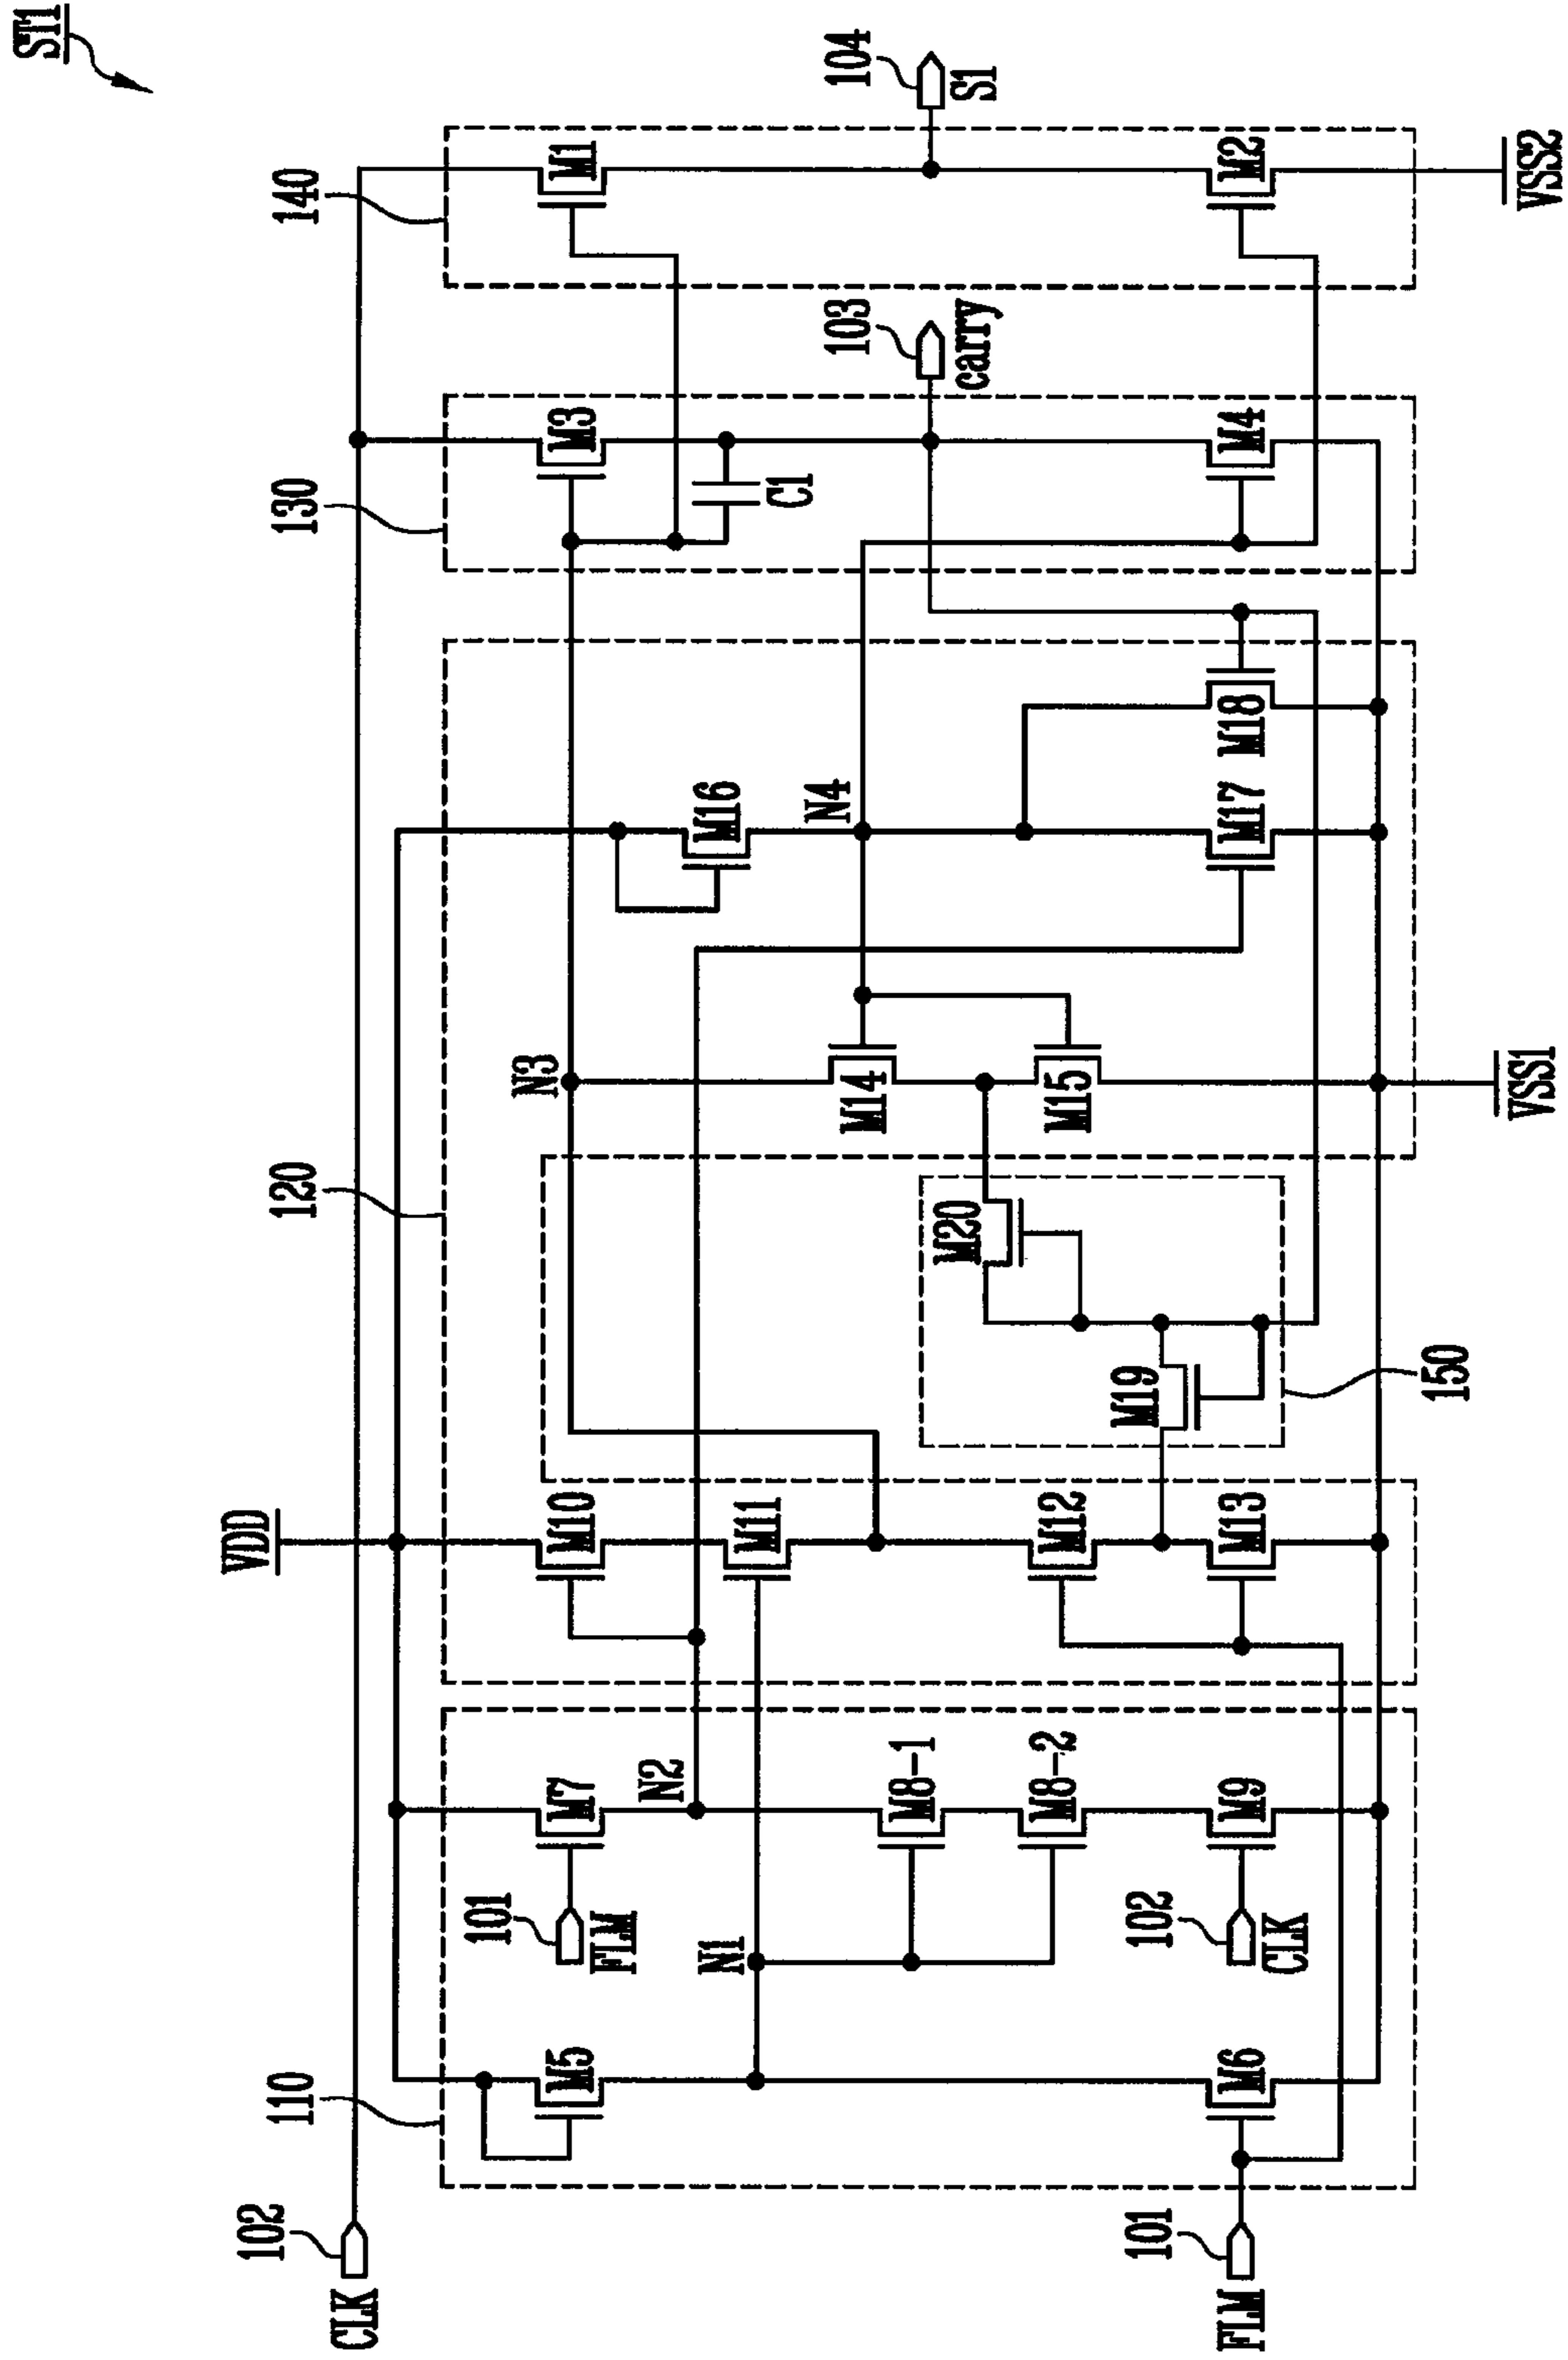 ST1
102
CLK
VDD
110
120
130
140
M5
101
FLM
M7
N2
M10
N3
M16
M3
M1
N1
M8-1
M11
M14
N4
C1
103
carry
104
S1
M8-2
M12
M20
M15
102
CLK
M19
101
FLM
M6
M9
M13
M17
M18
M4
M2
150
VSS1
VSS2